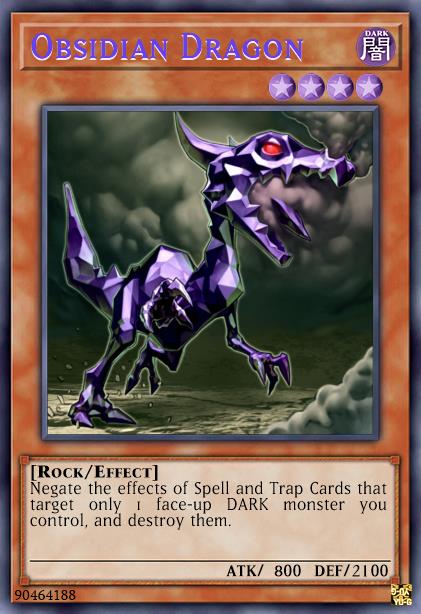 OBSIDIAN DRAGON
DARK
闇
[ROCK/EFFECT]
Negate the effects of Spell and Trap Cards that
target only 1 face-up DARK monster you
control, and destroy them.
ATK/ 800 DEF/2100
90464188